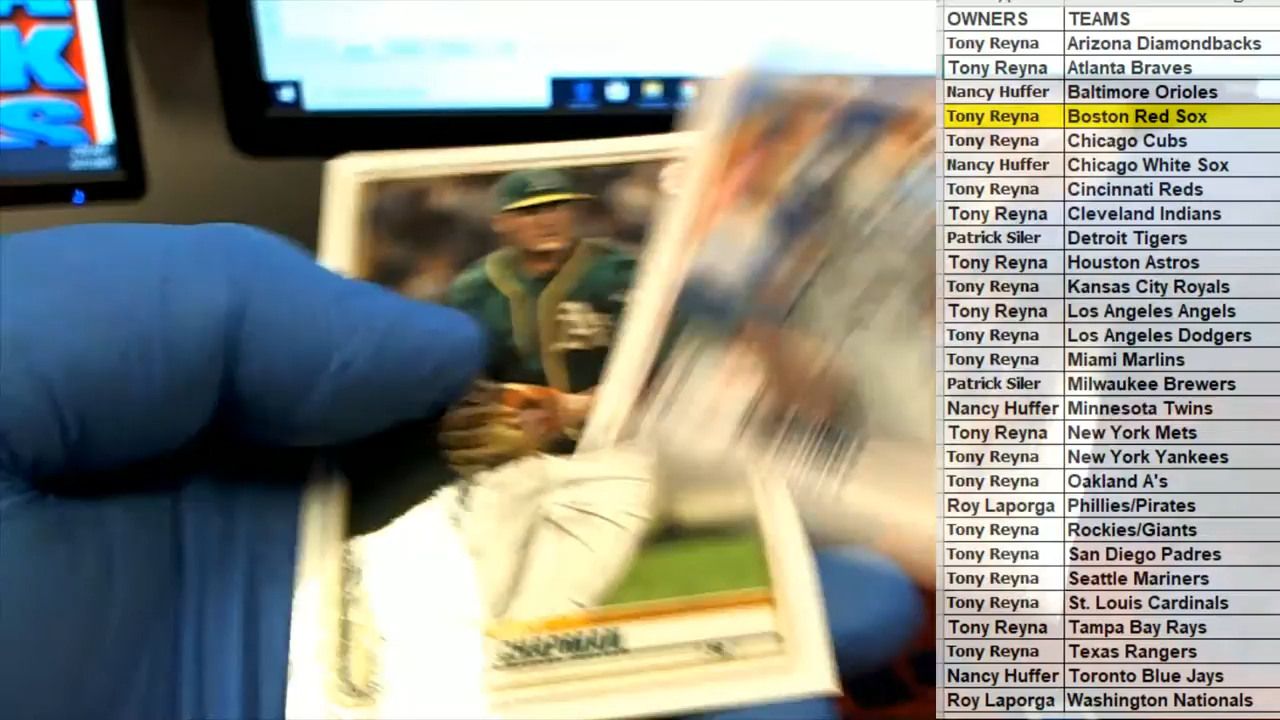 K
S
A's
CHAPMAN
OWNERS TEAMS
Tony Reyna Arizona Diamondbacks
Tony Reyna Atlanta Braves
Nancy Huffer Baltimore Orioles
Tony Reyna Boston Red Sox
Tony Reyna Chicago Cubs
Nancy Huffer Chicago White Sox
Tony Reyna Cincinnati Reds
Tony Reyna Cleveland Indians
Patrick Siler Detroit Tigers
Tony Reyna Houston Astros
Tony Reyna Kansas City Royals
Tony Reyna Los Angeles Angels
Tony Reyna Los Angeles Dodgers
Tony Reyna Miami Marlins
Patrick Siler Milwaukee Brewers
Nancy Huffer Minnesota Twins
Tony Reyna New York Mets
Tony Reyna New York Yankees
Tony Reyna Oakland A's
Roy Laporga Phillies/Pirates
Tony Reyna Rockies/Giants
Tony Reyna San Diego Padres
Tony Reyna Seattle Mariners
Tony Reyna St. Louis Cardinals
Tony Reyna Tampa Bay Rays
Tony Reyna Texas Rangers
Nancy Huffer Toronto Blue Jays
Roy Laporga Washington Nationals